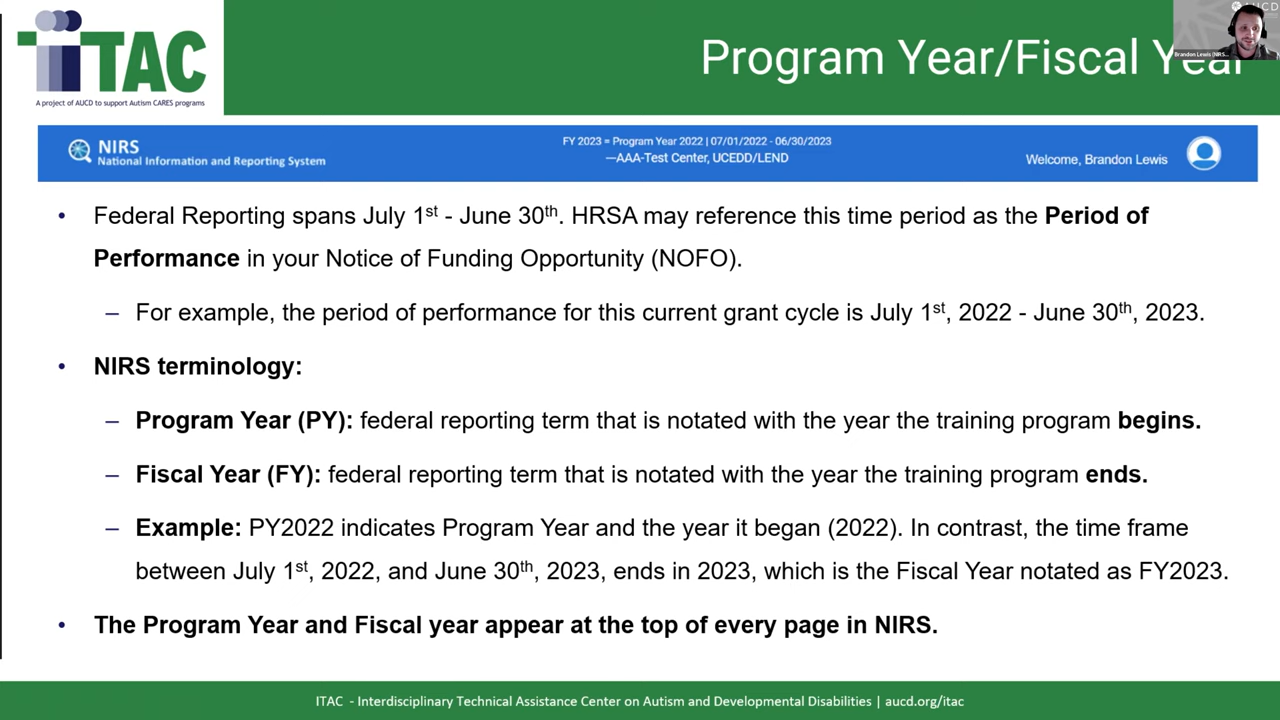 iTAC
A project of AUCD to support Autism CARES programs
Program Year/Fiscal Year
AUCD
Brandon Lewis (NIRS...
NIRS
National Information and Reporting System
FY 2023 = Program Year 2022 | 07/01/2022 - 06/30/2023
—AAA-Test Center, UCEDD/LEND
Welcome, Brandon Lewis
• Federal Reporting spans July 1st - June 30th. HRSA may reference this time period as the Period of
Performance in your Notice of Funding Opportunity (NOFO).
– For example, the period of performance for this current grant cycle is July 1st, 2022 - June 30th, 2023.
• NIRS terminology:
– Program Year (PY): federal reporting term that is notated with the year the training program begins.
– Fiscal Year (FY): federal reporting term that is notated with the year the training program ends.
– Example: PY2022 indicates Program Year and the year it began (2022). In contrast, the time frame
between July 1st, 2022, and June 30th, 2023, ends in 2023, which is the Fiscal Year notated as FY2023.
• The Program Year and Fiscal year appear at the top of every page in NIRS.
ITAC - Interdisciplinary Technical Assistance Center on Autism and Developmental Disabilities | aucd.org/itac